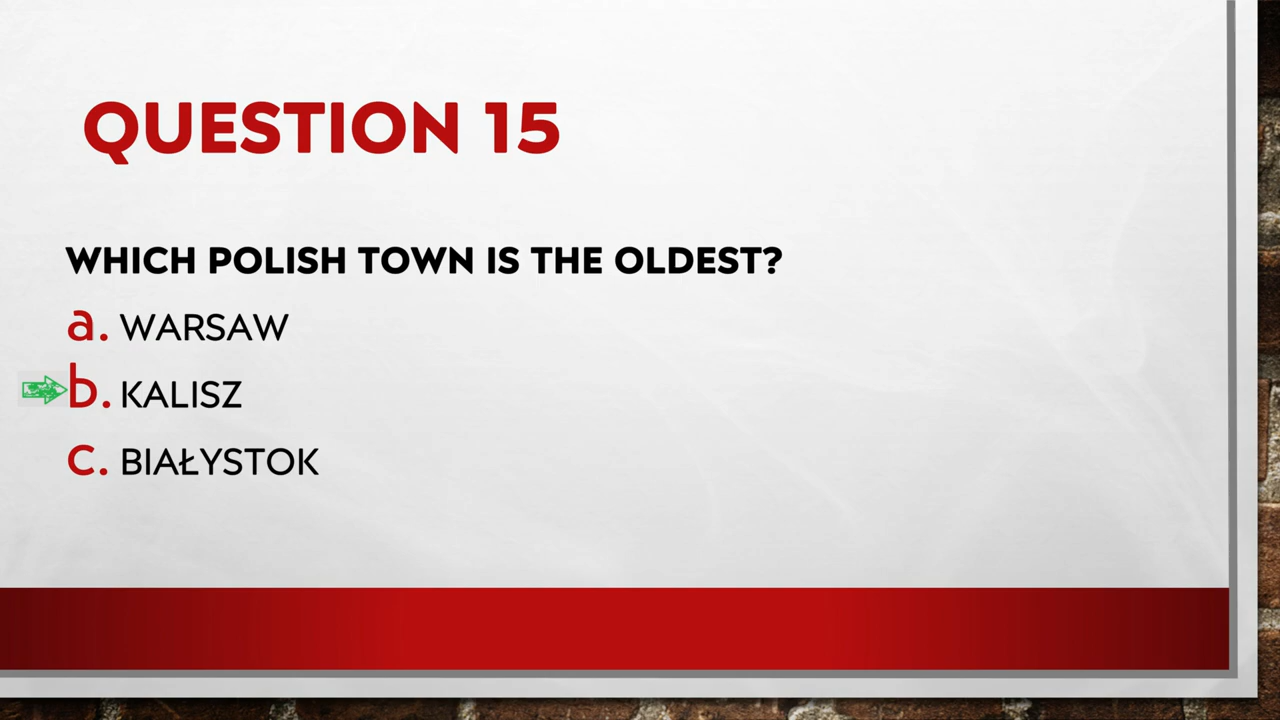 QUESTION 15
WHICH POLISH TOWN IS THE OLDEST?
a. WARSAW
b. KALISZ
c. BIAŁYSTOK